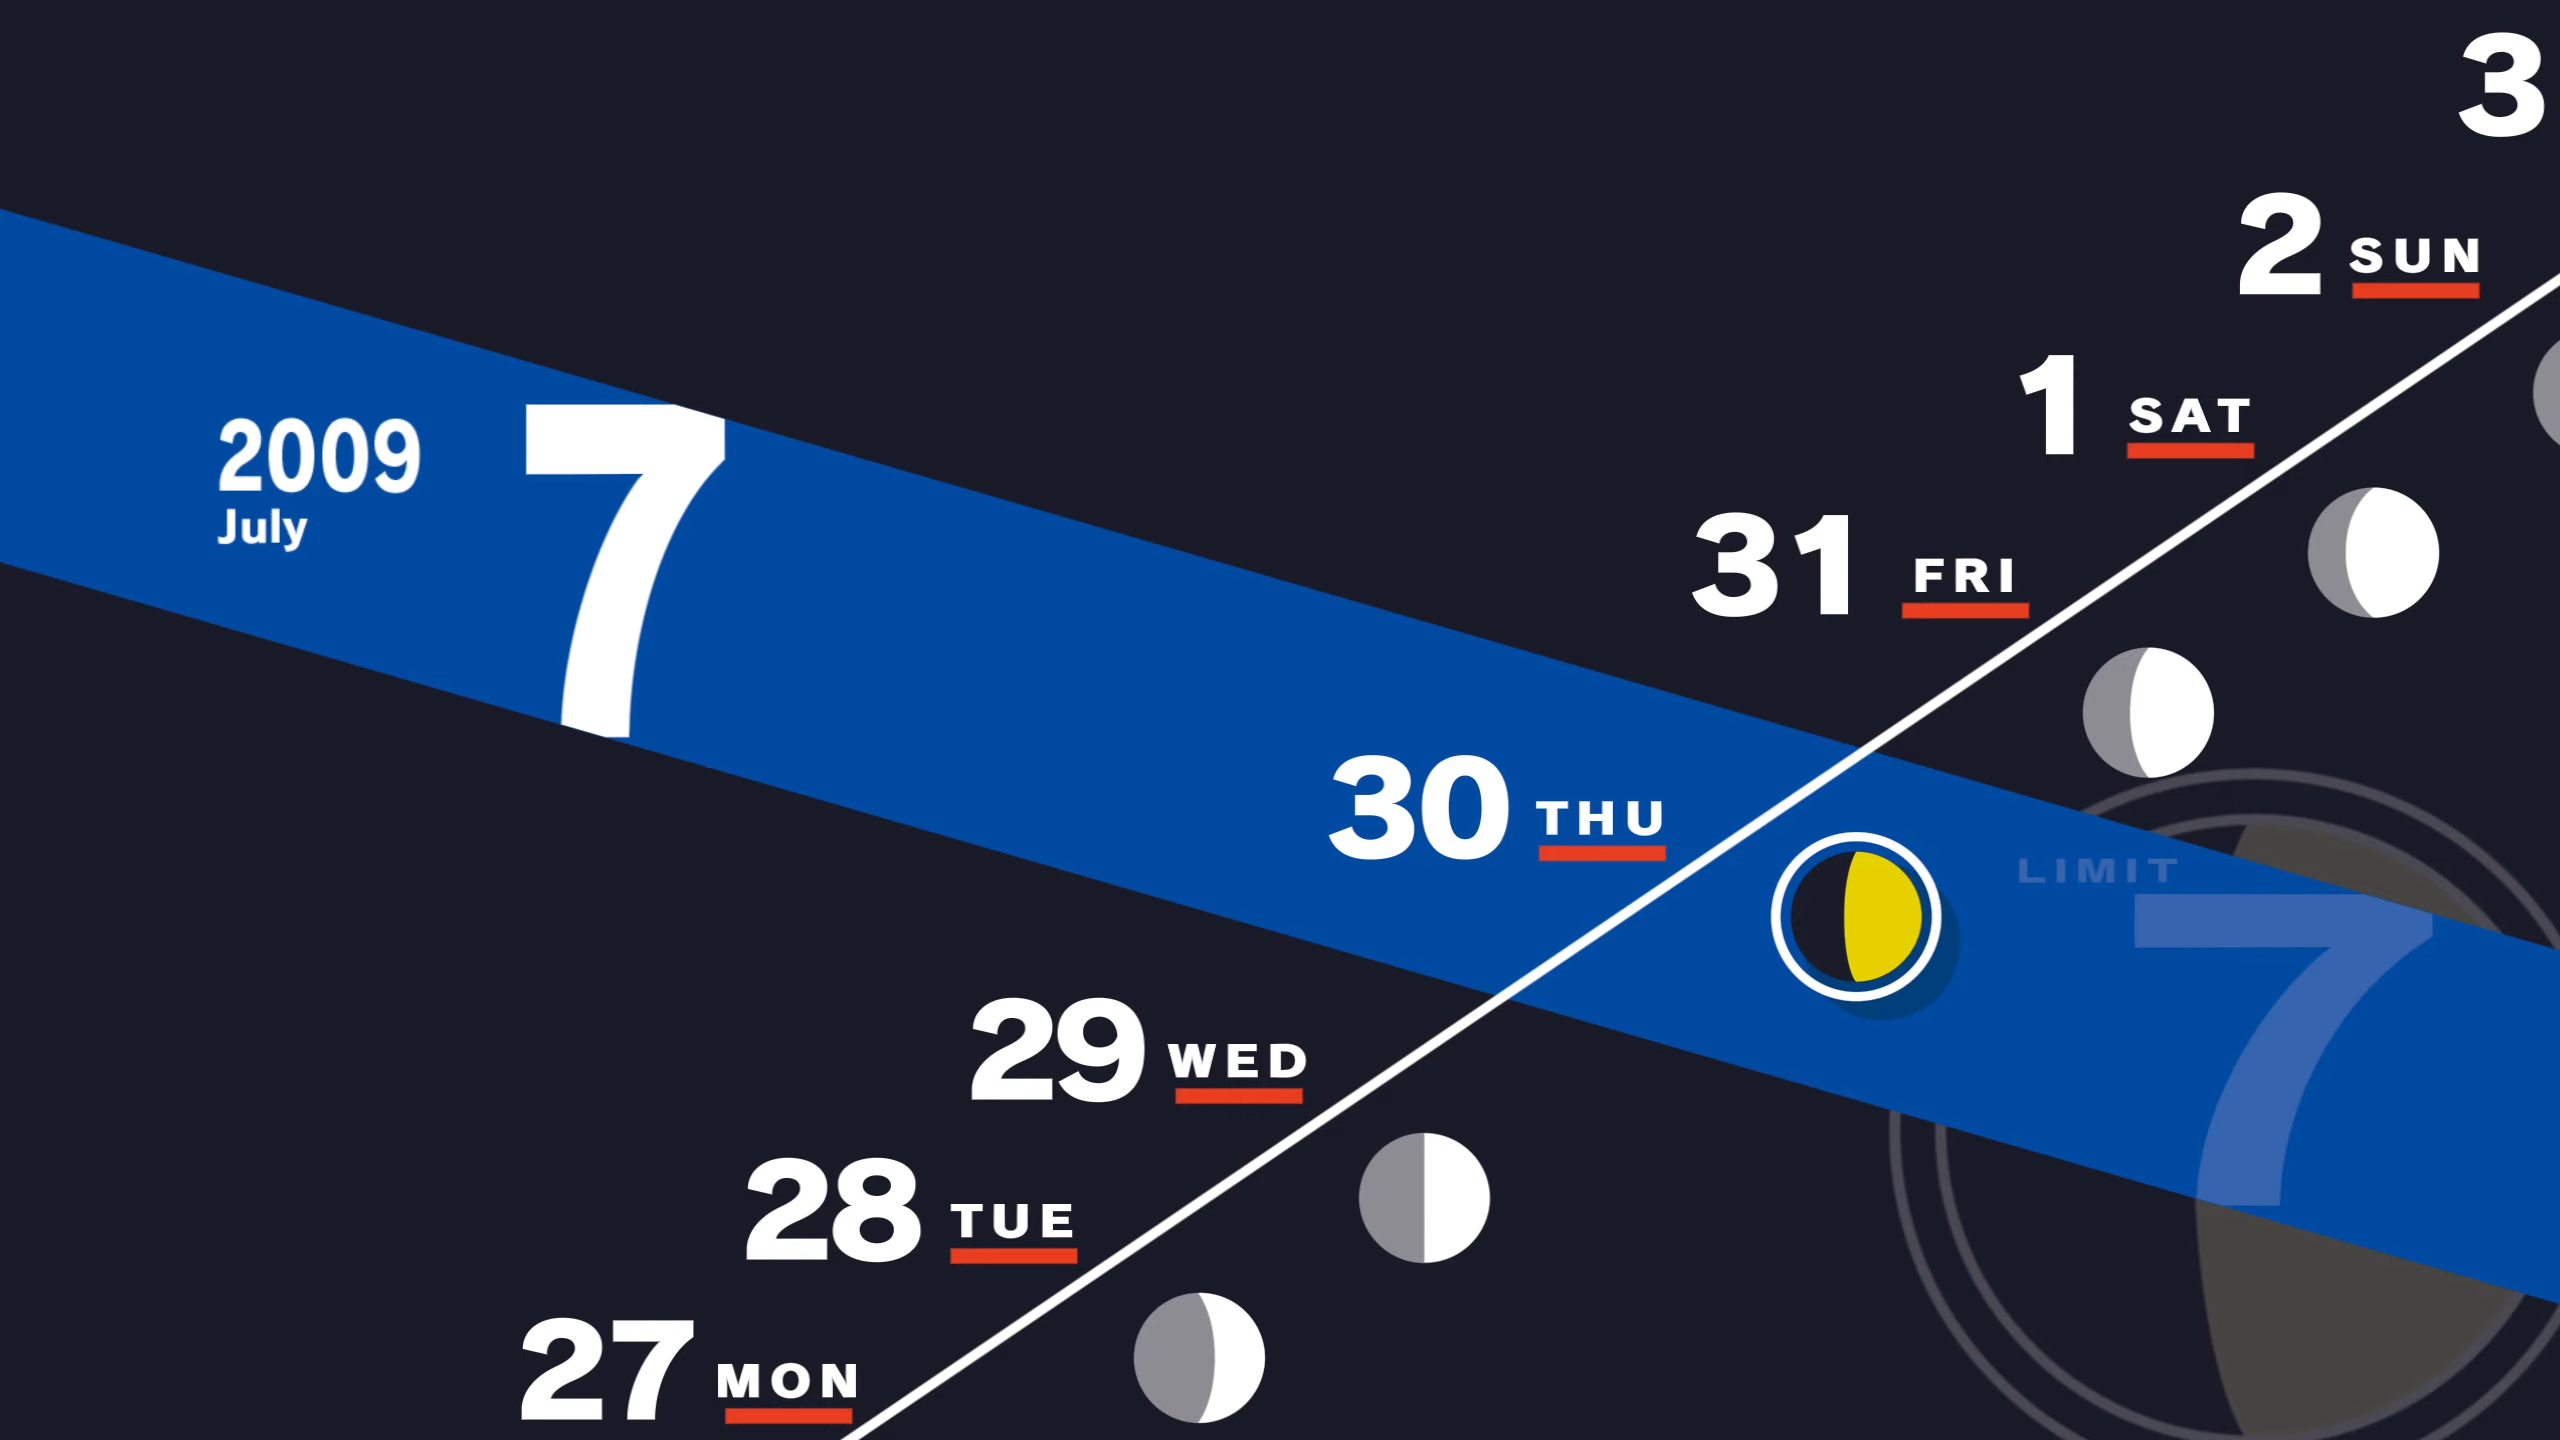 3
2 SUN
1 SAT
31 FRI
2009
July
7
30 THU
LIMIT
7
29 WED
28 TUE
27 MON